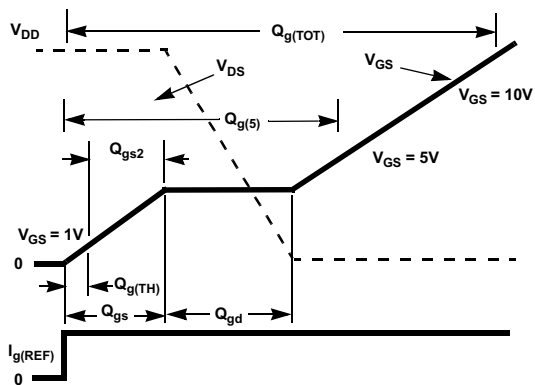 V_DD
Q_g(TOT)
V_DS
V_GS
V_GS = 10V
Q_g(5)
Q_gs2
V_GS = 5V
V_GS = 1V
0
Q_g(TH)
Q_gs
Q_gd
I_g(REF)
0